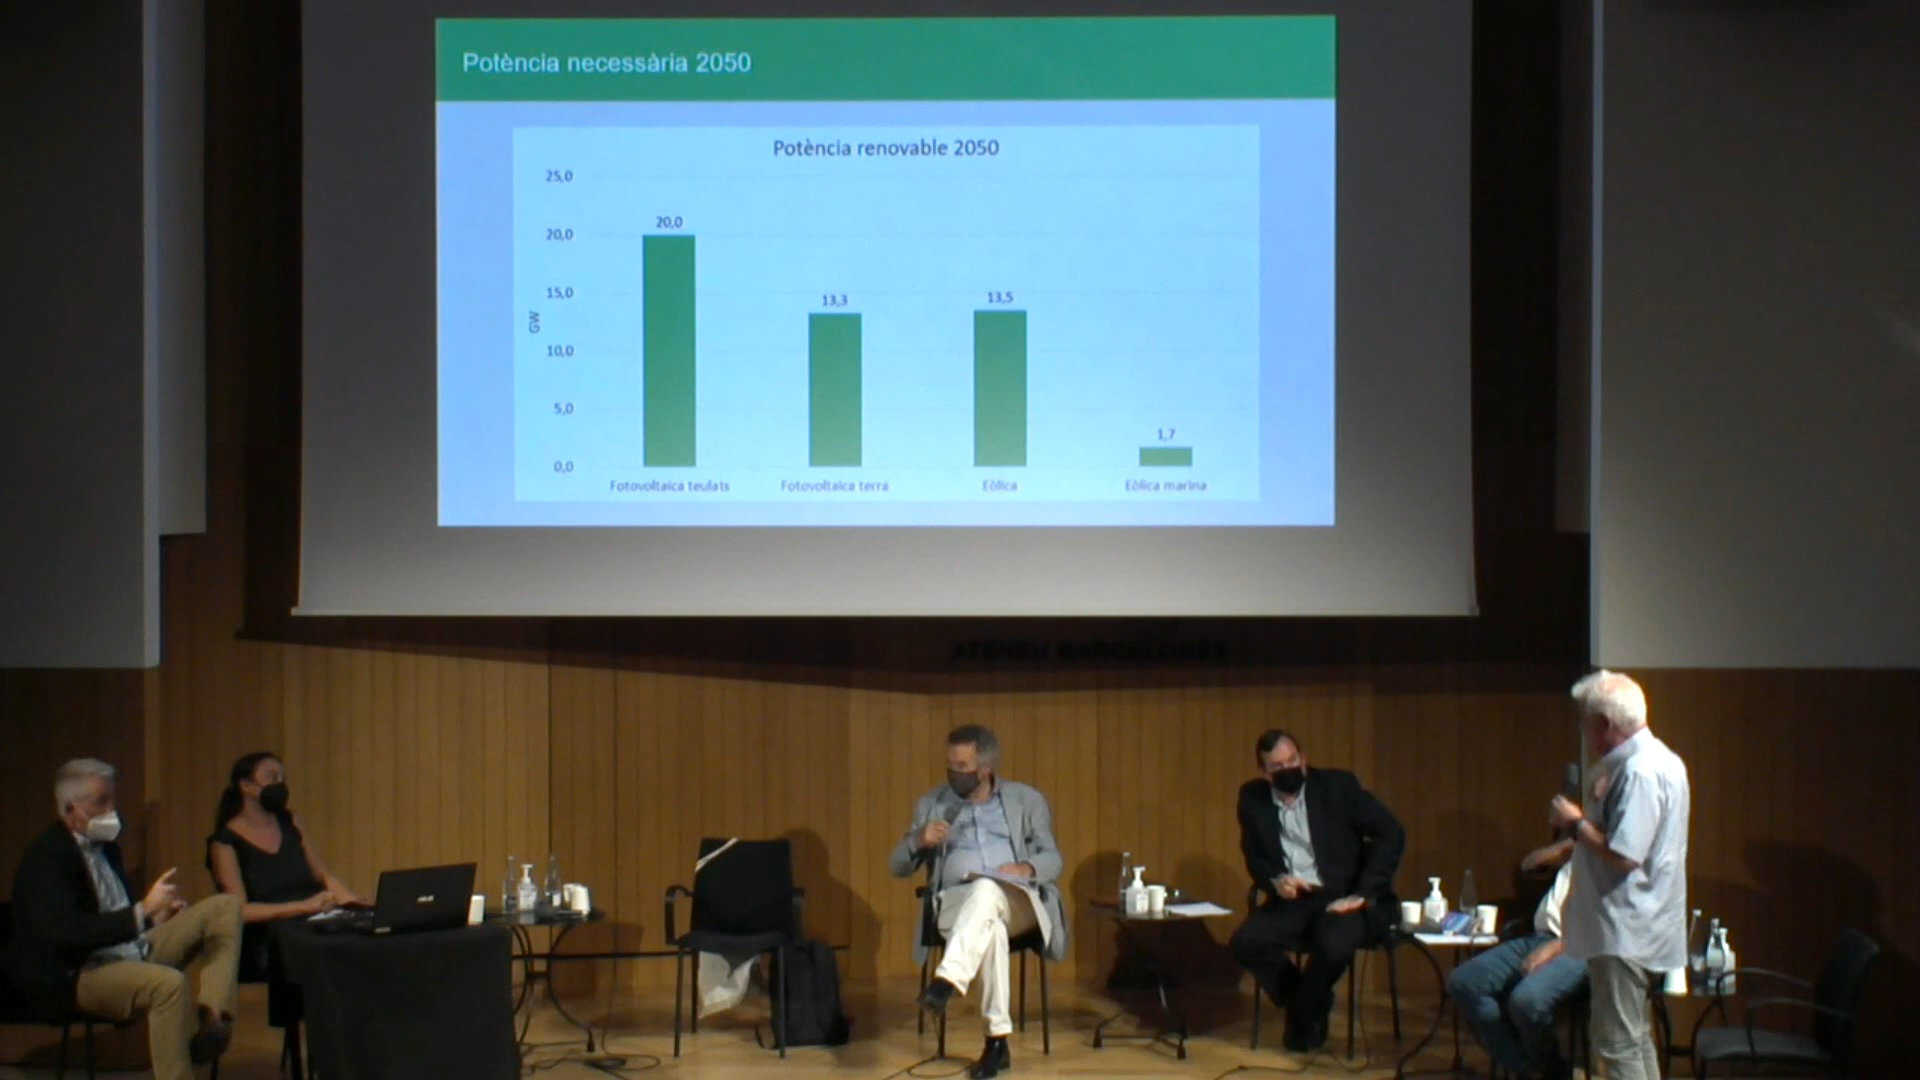 Potència necessària 2050
Potència renovable 2050
25,0
20,0
15,0
10,0
5,0
0,0
GW
20,0
13,3
13,5
1,7
Fotovoltaica teulats
Fotovoltaica terra
Eòlica
Eòlica marina
ATENEU BARCELONÈS
ASUS